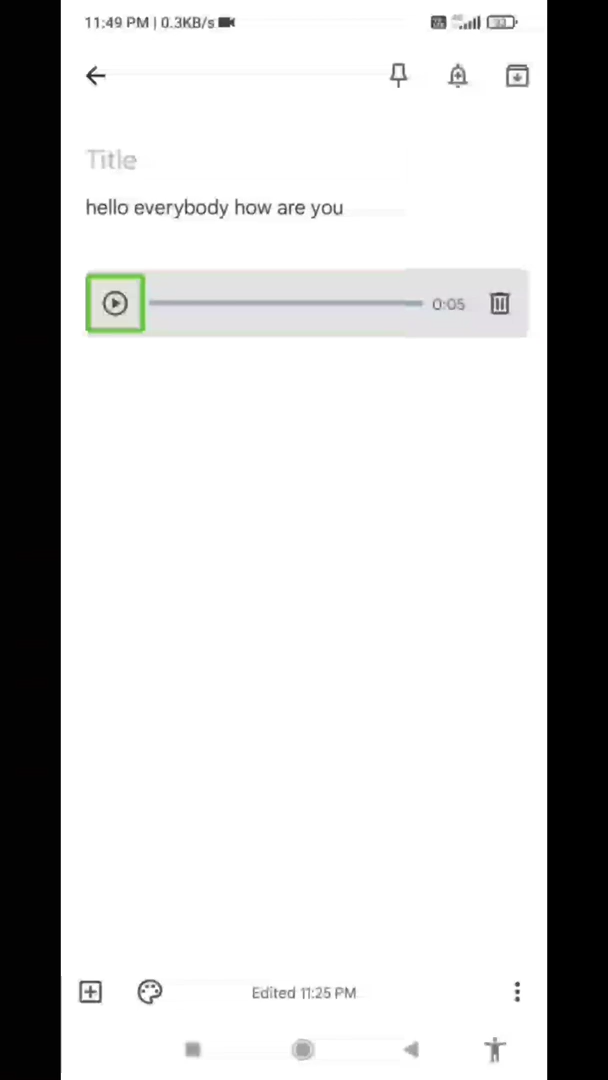 11:49 PM | 0.3KB/s
Title
hello everybody how are you
0:05
Edited 11:25 PM